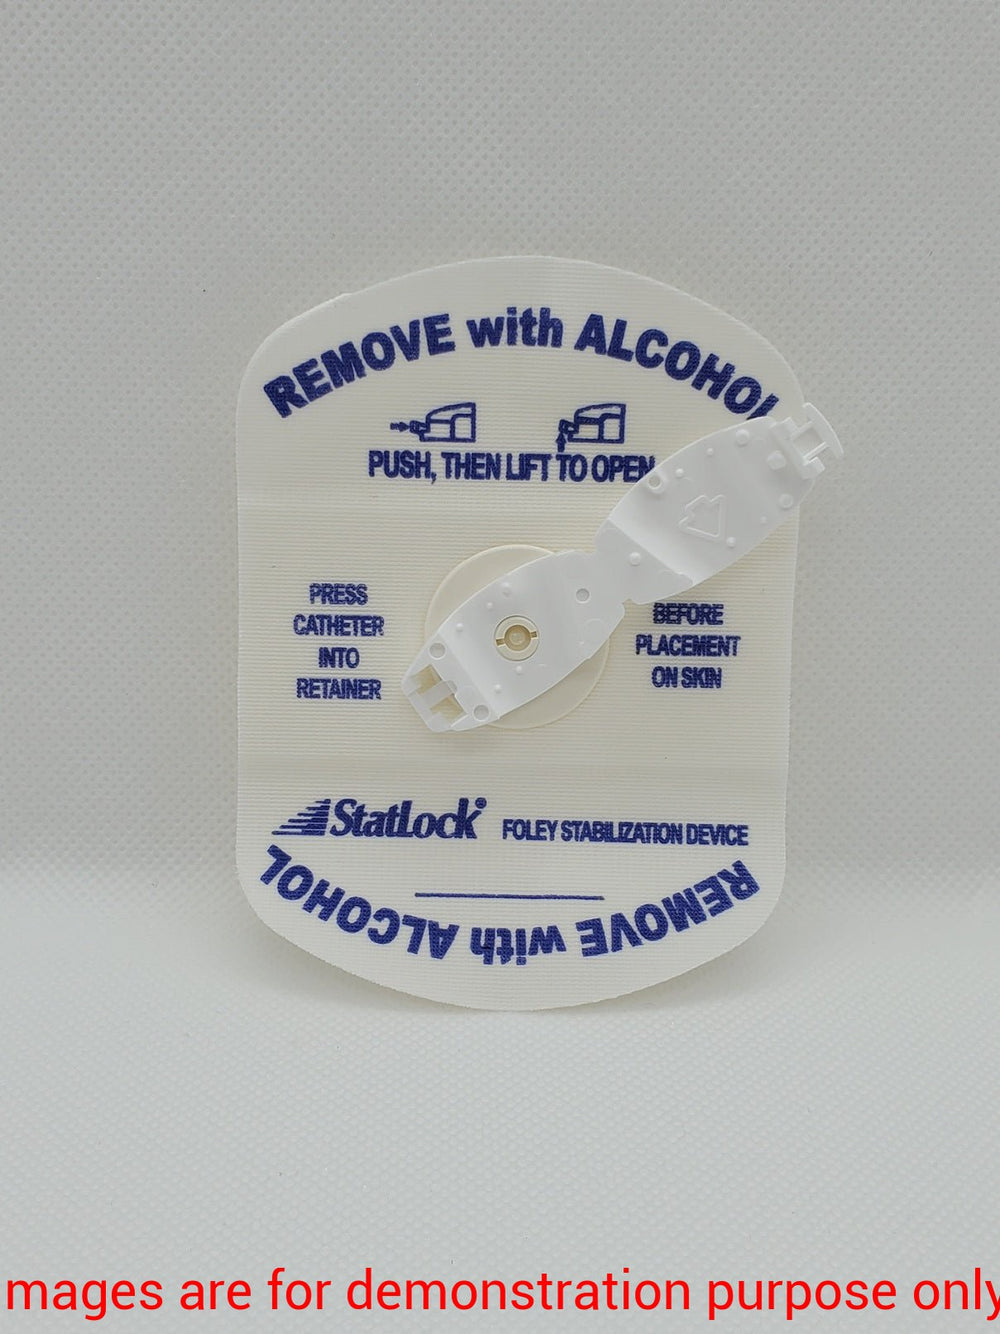 REMOVE with ALCOHOL
PUSH, THEN LIFT TO OPEN
PRESS
CATHETER
INTO
RETAINER
BEFORE
PLACEMENT
ON SKIN
StatLock® FOLEY STABILIZATION DEVICE
REMOVE with ALCOHOL
mages are for demonstration purpose only